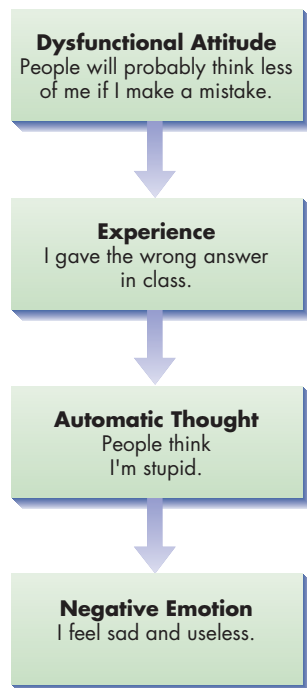 Dysfunctional Attitude
People will probably think less
of me if I make a mistake.
Experience
I gave the wrong answer
in class.
Automatic Thought
People think
I'm stupid.
Negative Emotion
I feel sad and useless.